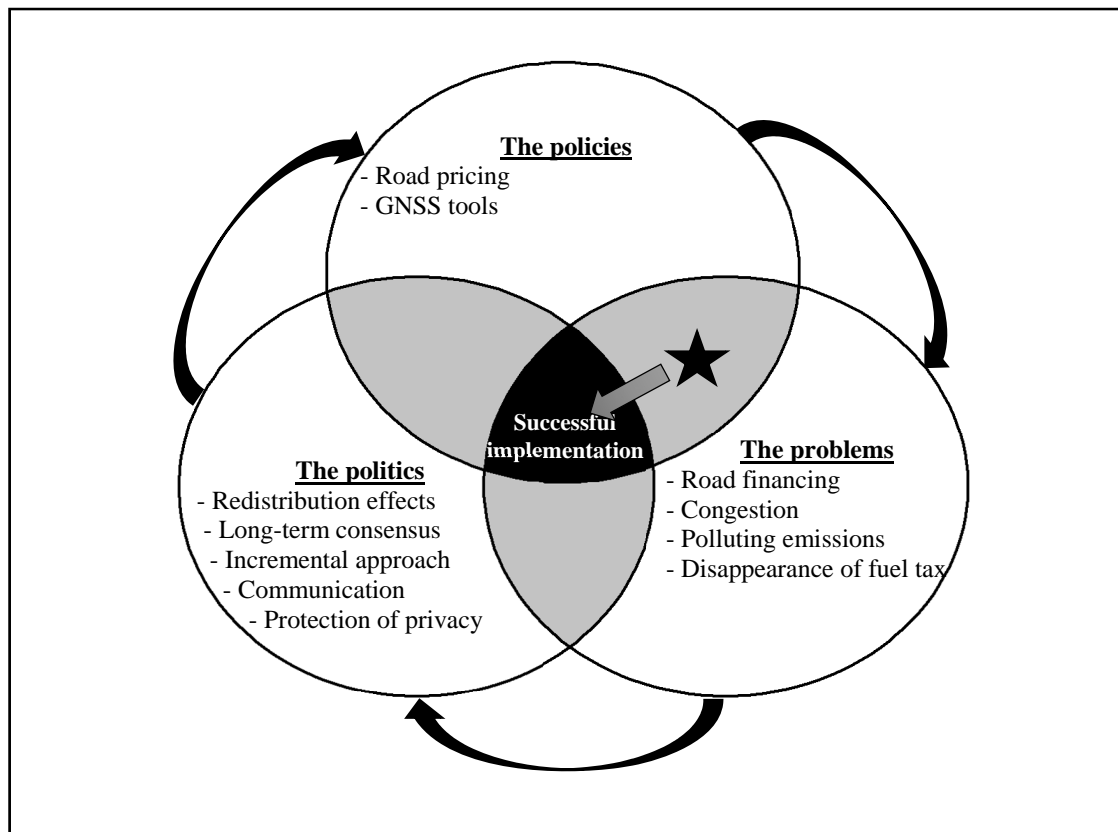 The policies
- Road pricing
- GNSS tools
Successful
implementation
The politics
- Redistribution effects
- Long-term consensus
- Incremental approach
- Communication
- Protection of privacy
The problems
- Road financing
- Congestion
- Polluting emissions
- Disappearance of fuel tax